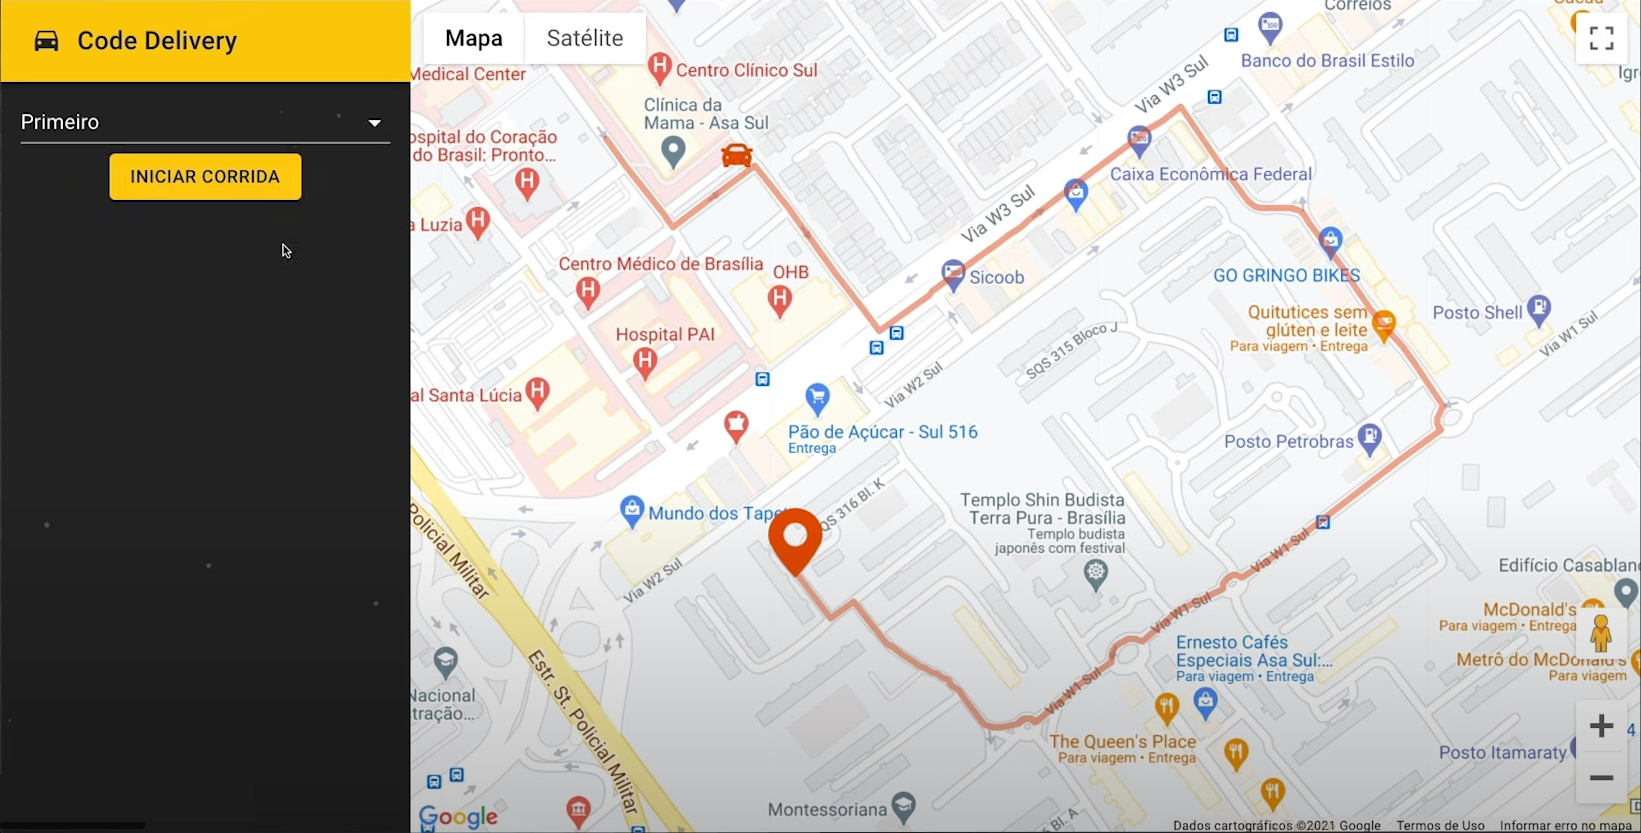 Code Delivery
Primeiro
INICIAR CORRIDA
Mapa
Satélite
Correios
Medical Center
Centro Clínico Sul
Banco do Brasil Estilo
Clínica da
Mama - Asa Sul
Via W3 Sul
ospital do Coração
do Brasil: Pronto...
Caixa Econômica Federal
a Luzia
Via W3 Sul
Centro Médico de Brasília
OHB
Sicoob
GO GRINGO BIKES
Quitutices sem
glúten e leite
Para viagem • Entrega
Posto Shell
Via W1 Sul
Hospital PAI
SQS 315 Bloco J
al Santa Lúcia
Via W2 Sul
Pão de Açúcar - Sul 516
Entrega
Posto Petrobras
SQS 316 Bl. K
Mundo dos Tapet
Templo Shin Budista
Terra Pura - Brasília
Templo budista
japonês com festival
Policial Militar
Via W1 Sul
Via W2 Sul
Edifício Casablanc
Via W1 Sul
McDonald's
Para viagem • Entrega
Ernesto Cafés
Especiais Asa Sul:...
Para viagem • Entrega
Metrô do McDonald's
Para viagem
Via W1 Sul
Nacional
stração...
Estr. St. Policial Militar
The Queen's Place
Para viagem • Entrega
Posto Itamaraty
4
Montessoriana
Bl. A
Google
Dados cartográficos ©2021 Google
Termos de Uso
Informar erro no mapa